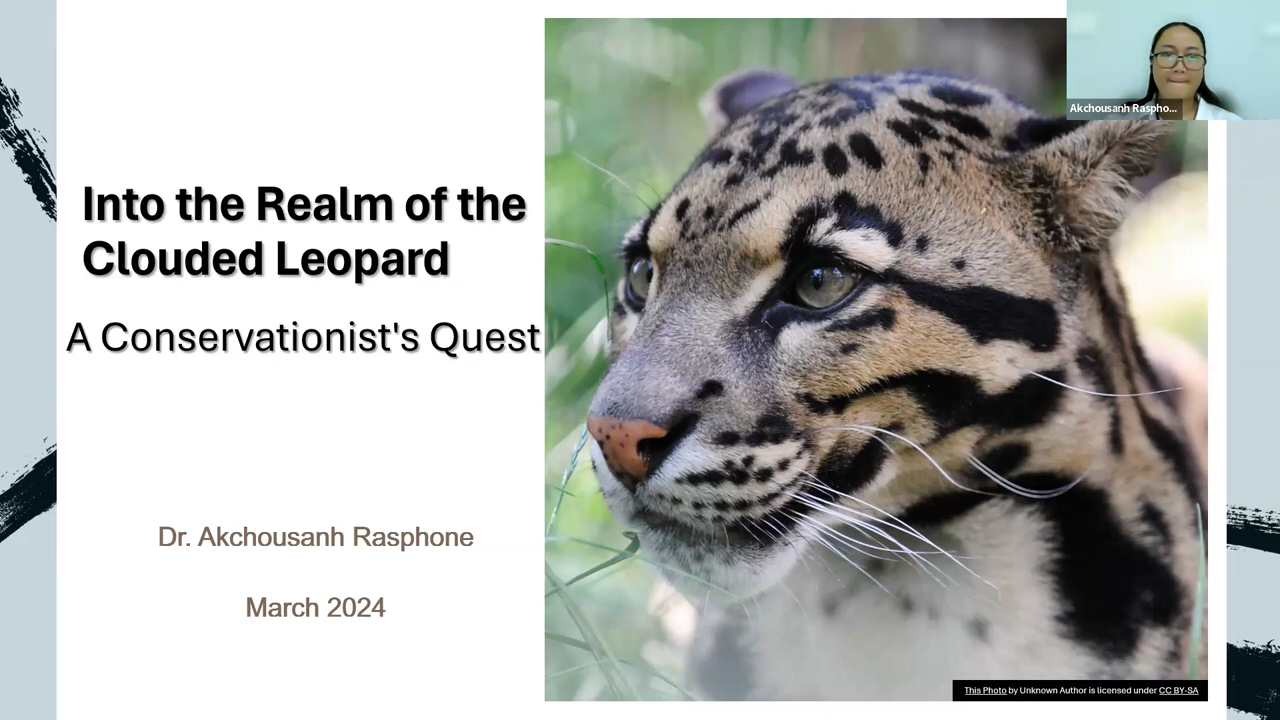 Into the Realm of the
Clouded Leopard
A Conservationist's Quest
Dr. Akchousanh Rasphone
March 2024
Akchousanh Raspho...
This Photo by Unknown Author is licensed under CC BY-SA